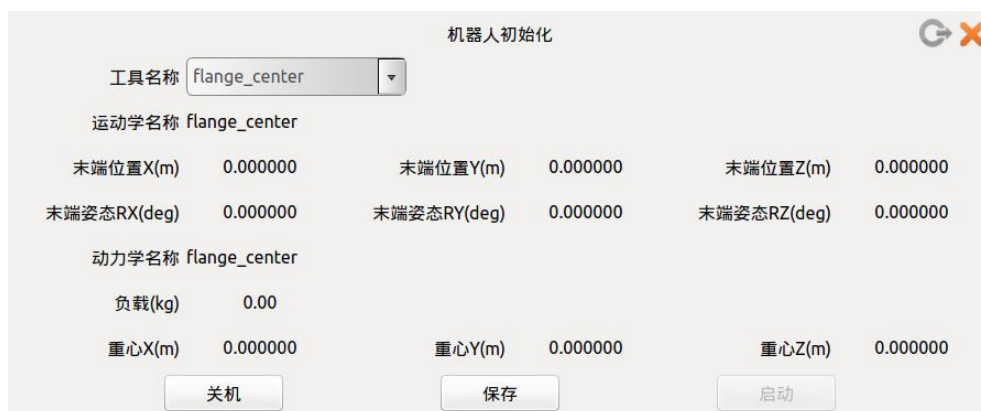 机器人初始化
工具名称 flange_center
运动学名称 flange_center
末端位置X(m) 0.000000 末端位置Y(m) 0.000000 末端位置Z(m) 0.000000
末端姿态RX(deg) 0.000000 末端姿态RY(deg) 0.000000 末端姿态RZ(deg) 0.000000
动力学名称 flange_center
负载(kg) 0.00
重心X(m) 0.000000 重心Y(m) 0.000000 重心Z(m) 0.000000
关机 保存 启动